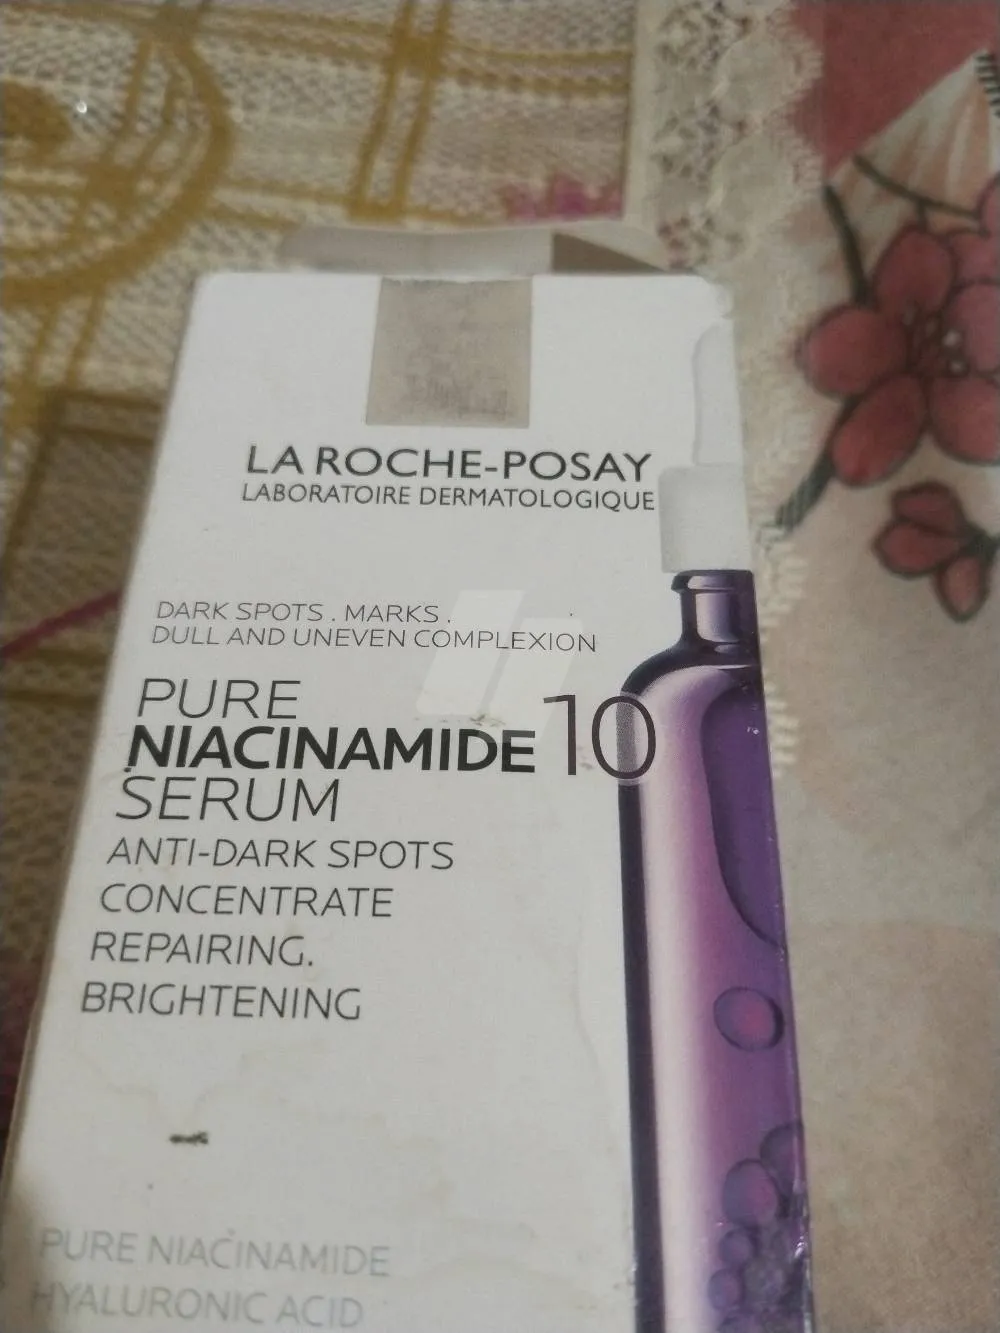 LA ROCHE-POSAY
LABORATOIRE DERMATOLOGIQUE
DARK SPOTS . MARKS .
DULL AND UNEVEN COMPLEXION
PURE
NIACINAMIDE 10
SERUM
ANTI-DARK SPOTS
CONCENTRATE
REPAIRING.
BRIGHTENING
PURE NIACINAMIDE
HYALURONIC ACID